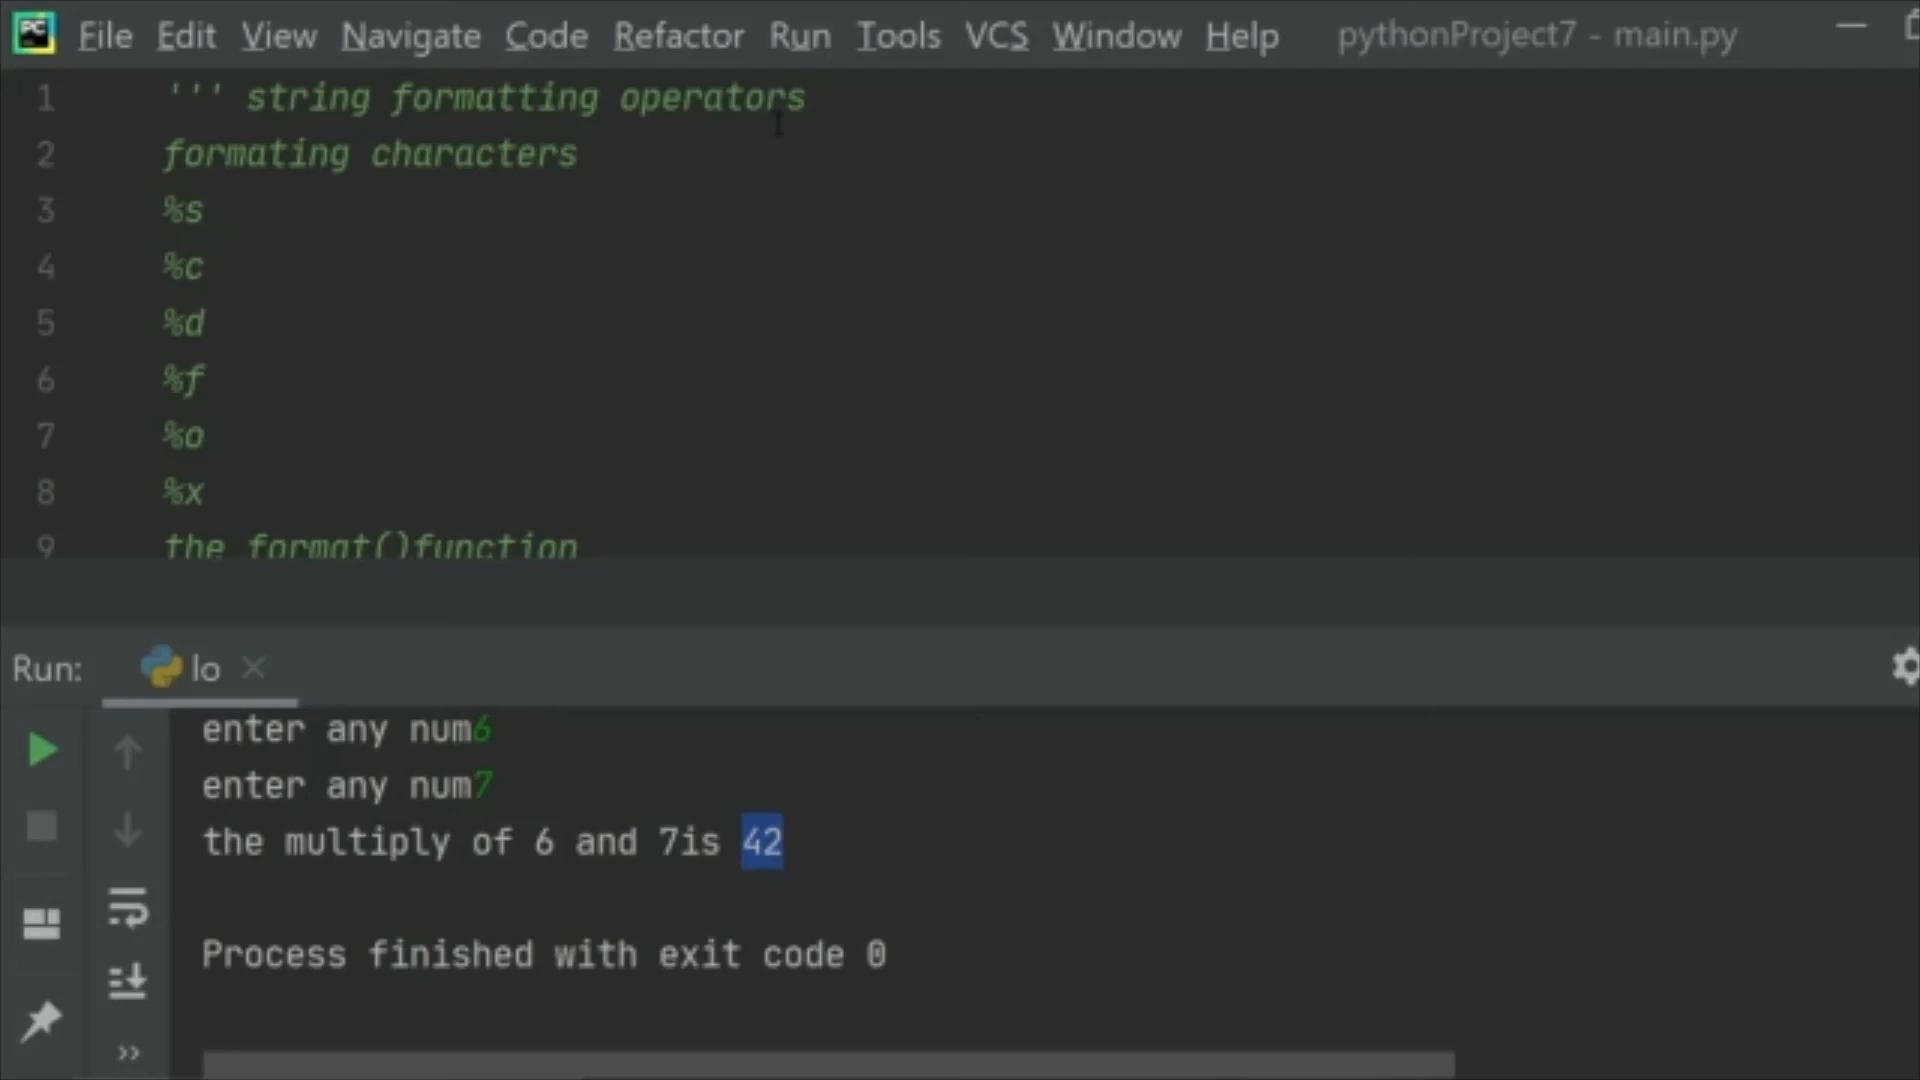 PC File Edit View Navigate Code Refactor Run Tools VCS Window Help pythonProject7 - main.py
1 ''' string formatting operators
2 formating characters
3 %s
4 %c
5 %d
6 %f
7 %o
8 %x
9 the format()function
Run: lo
enter any num6
enter any num7
the multiply of 6 and 7is 42
Process finished with exit code 0